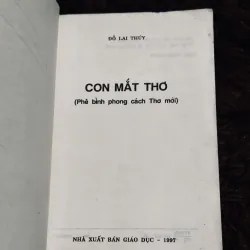 ĐỖ LAI THÚY
CON MẮT THƠ
(Phê bình phong cách Thơ mới)
NHÀ XUẤT BẢN GIÁO DỤC - 1997